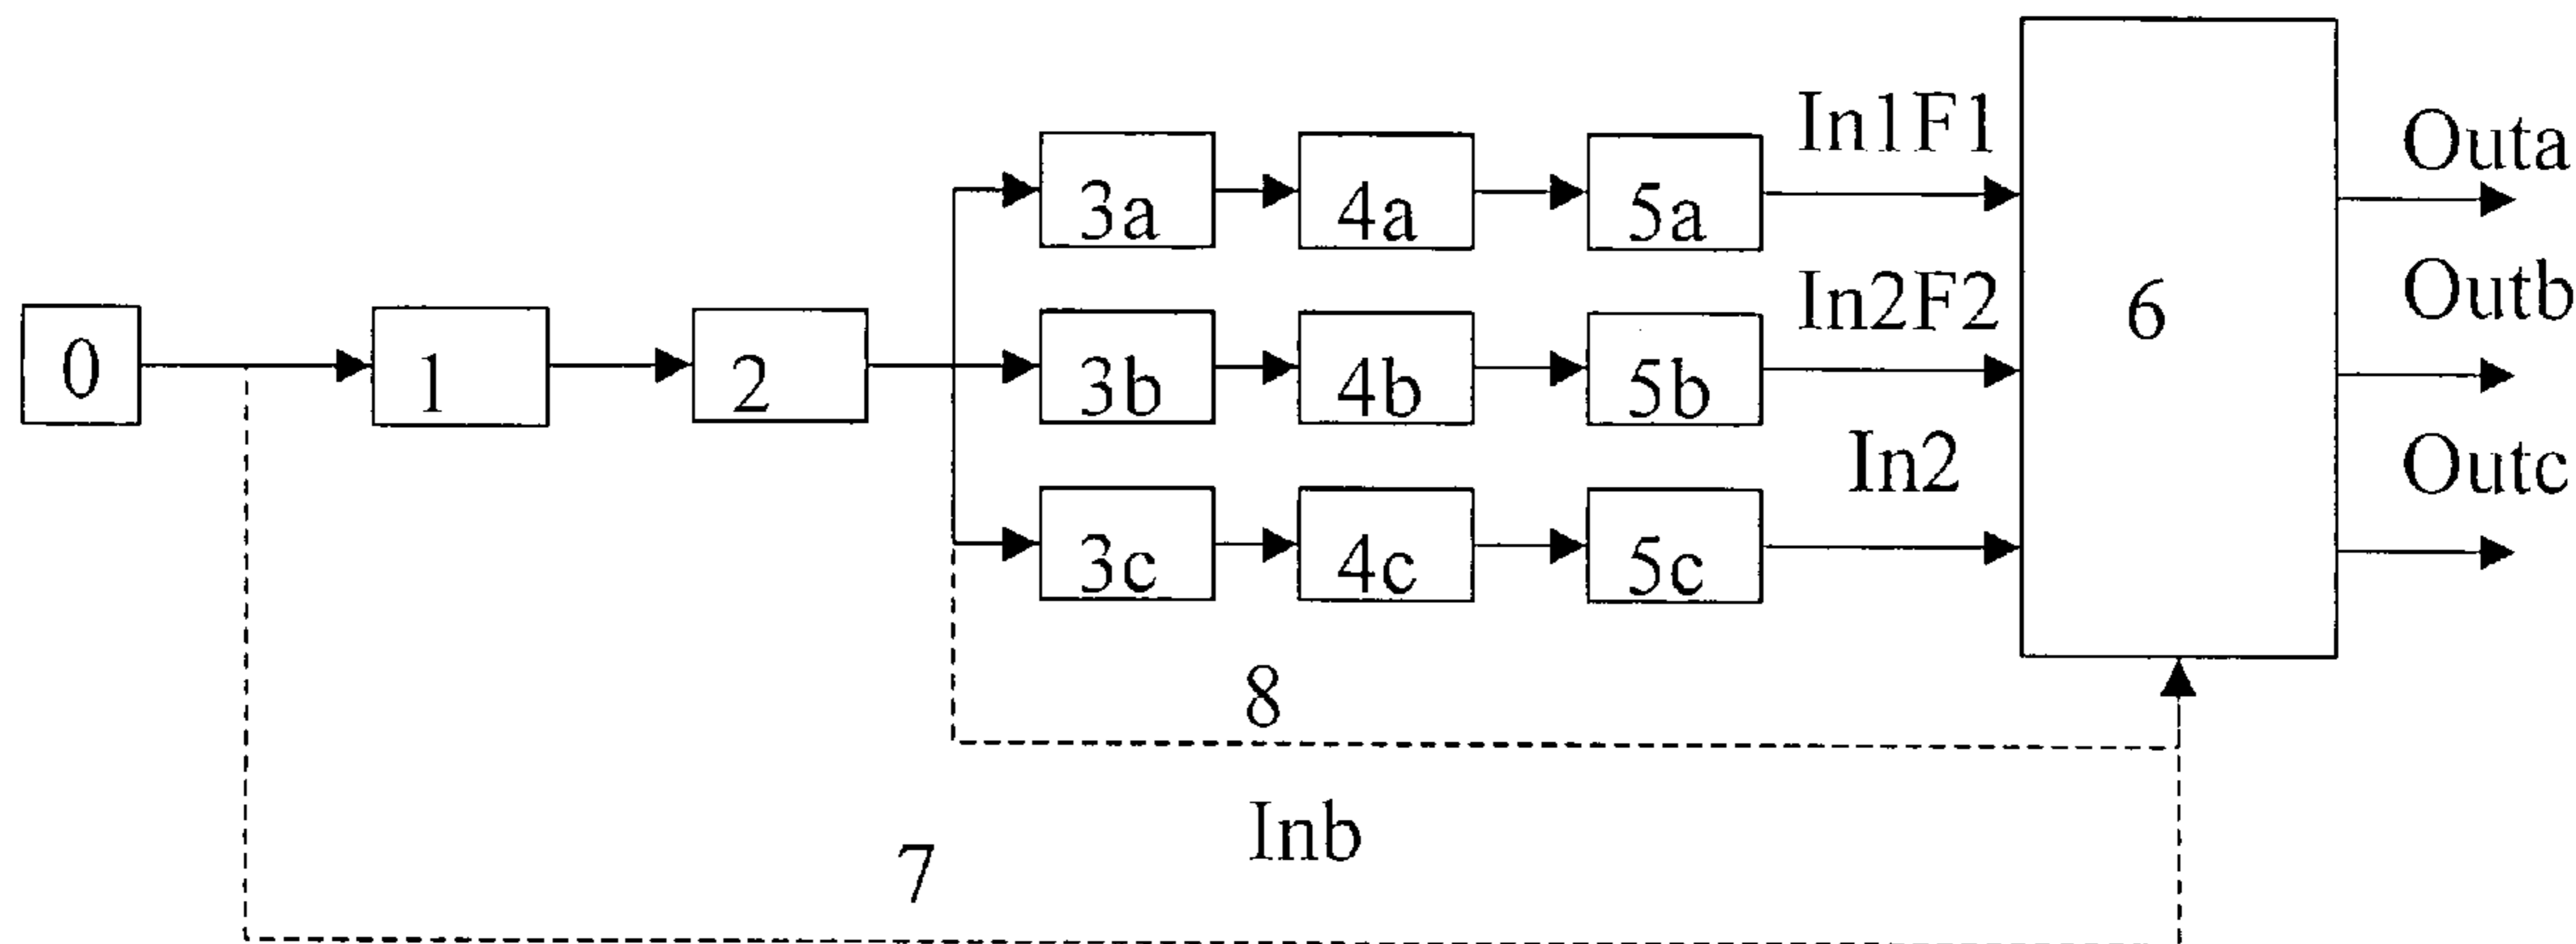 In1F1
Outa
3a 4a 5a
In2F2
Outb
6
0 1 2 3b 4b 5b
In2
Outc
3c 4c 5c
8
Inb
7